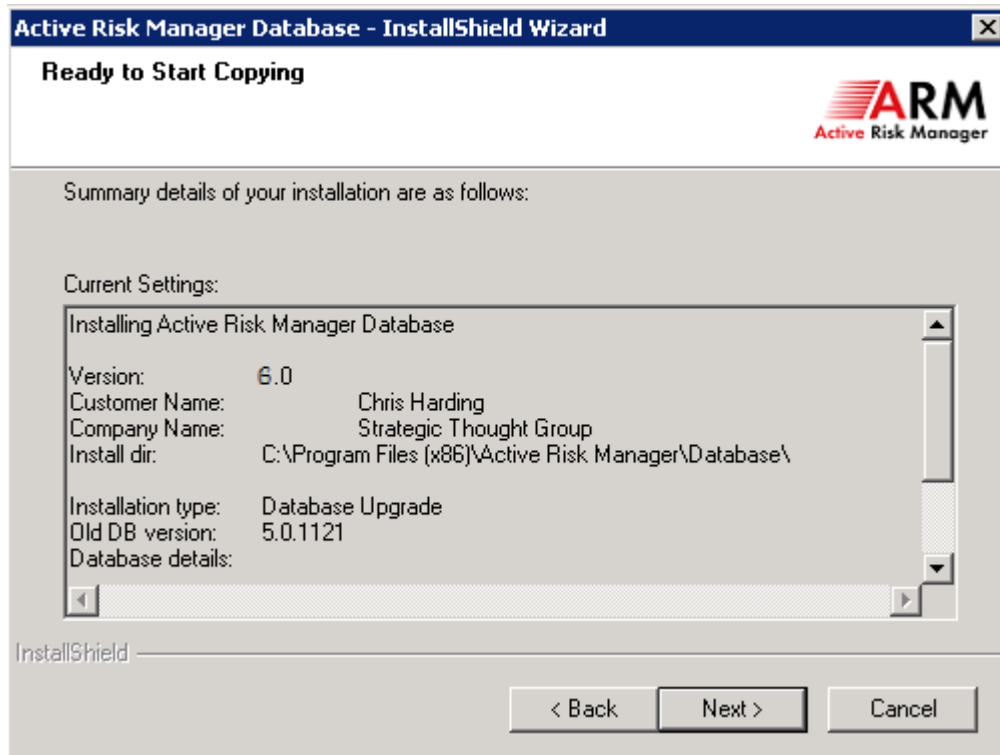 Active Risk Manager Database - InstallShield Wizard
Ready to Start Copying
ARM
Active Risk Manager
Summary details of your installation are as follows:
Current Settings:
Installing Active Risk Manager Database
Version: 6.0
Customer Name: Chris Harding
Company Name: Strategic Thought Group
Install dir: C:\Program Files (x86)\Active Risk Manager\Database\
Installation type: Database Upgrade
Old DB version: 5.0.1121
Database details:
InstallShield
< Back Next > Cancel